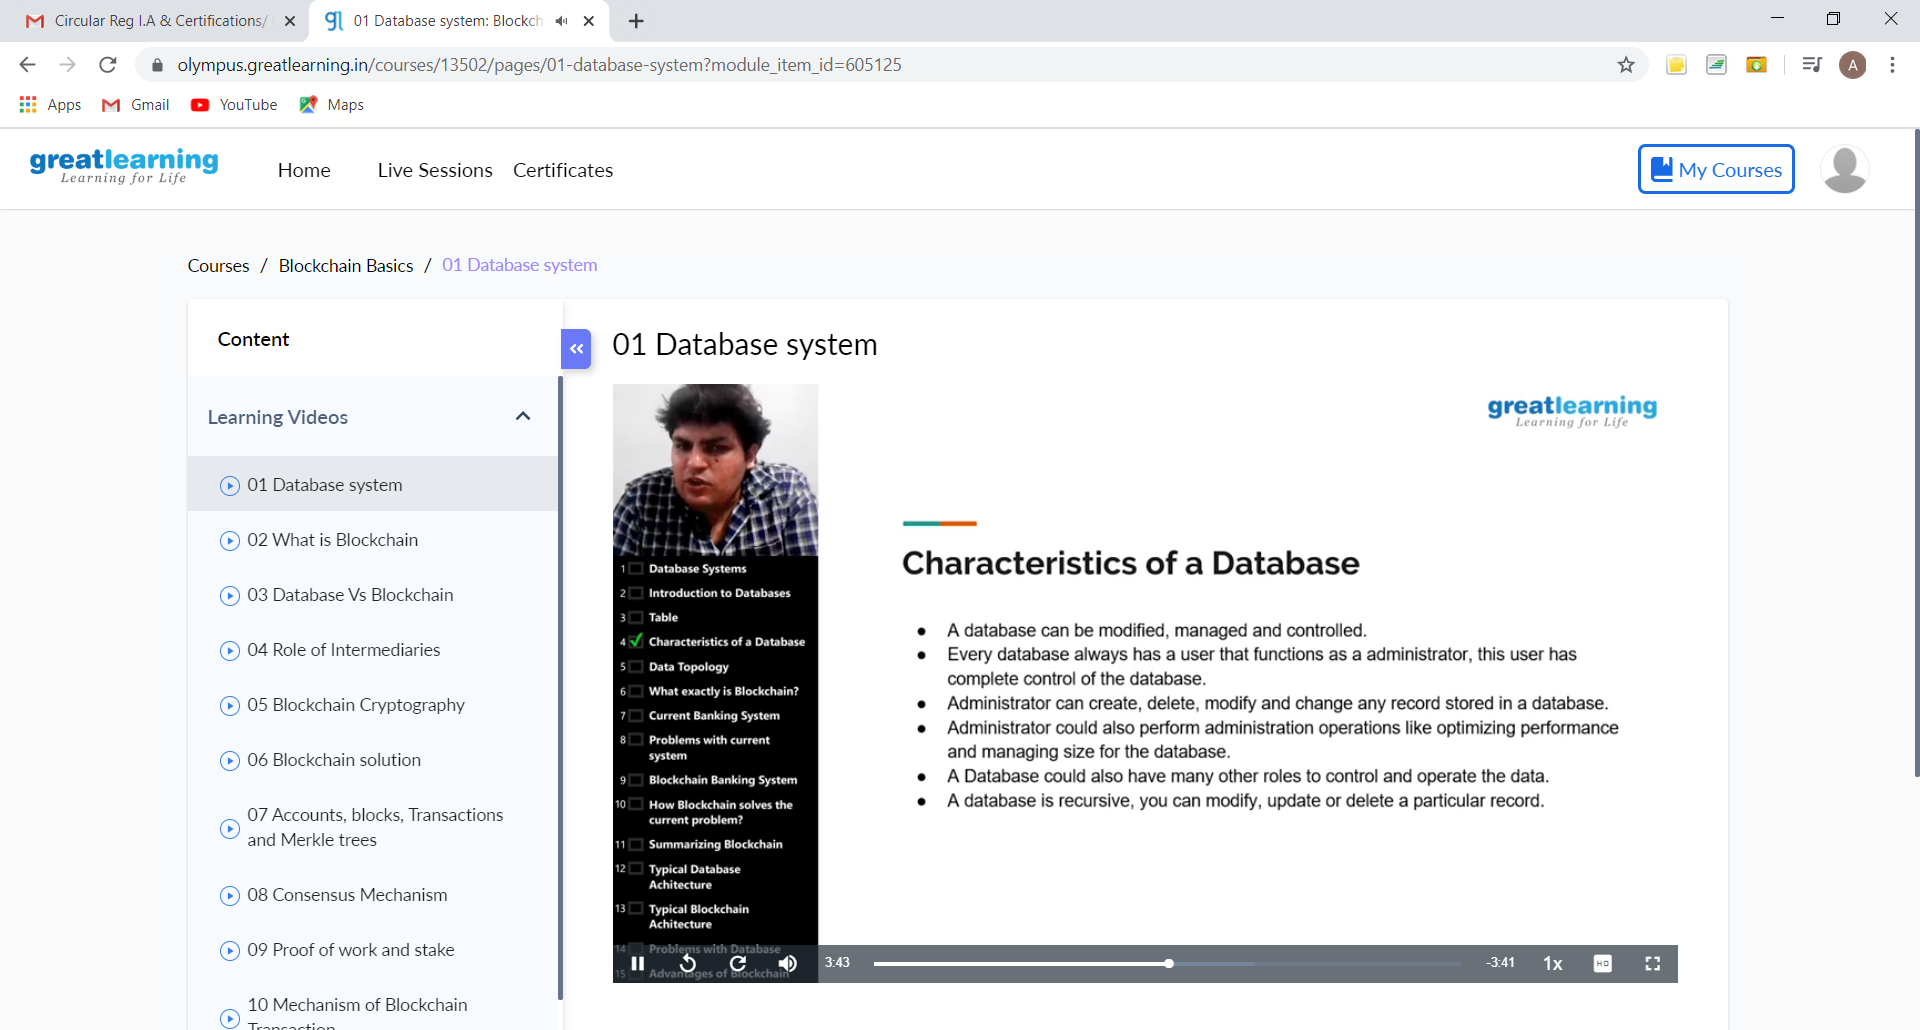 Circular Reg I.A & Certifications/
01 Database system: Blockch
olympus.greatlearning.in/courses/13502/pages/01-database-system?module_item_id=605125
A
Apps
Gmail
YouTube
Maps
greatlearning
Learning for Life
Home
Live Sessions
Certificates
My Courses
Courses / Blockchain Basics / 01 Database system
Content
Learning Videos
01 Database system
02 What is Blockchain
03 Database Vs Blockchain
04 Role of Intermediaries
05 Blockchain Cryptography
06 Blockchain solution
07 Accounts, blocks, Transactions
and Merkle trees
08 Consensus Mechanism
09 Proof of work and stake
10 Mechanism of Blockchain
Transaction
01 Database system
1 Database Systems
2 Introduction to Databases
3 Table
4 Characteristics of a Database
5 Data Topology
6 What exactly is Blockchain?
7 Current Banking System
8 Problems with current
system
9 Blockchain Banking System
10 How Blockchain solves the
current problem?
11 Summarizing Blockchain
12 Typical Database
Achitecture
13 Typical Blockchain
Achitecture
14 Problems with Database
15 Advantages of Blockchain
greatlearning
Learning for Life
Characteristics of a Database
● A database can be modified, managed and controlled.
● Every database always has a user that functions as a administrator, this user has
complete control of the database.
● Administrator can create, delete, modify and change any record stored in a database.
● Administrator could also perform administration operations like optimizing performance
and managing size for the database.
● A Database could also have many other roles to control and operate the data.
● A database is recursive, you can modify, update or delete a particular record.
3:43
-3:41
1x
HD